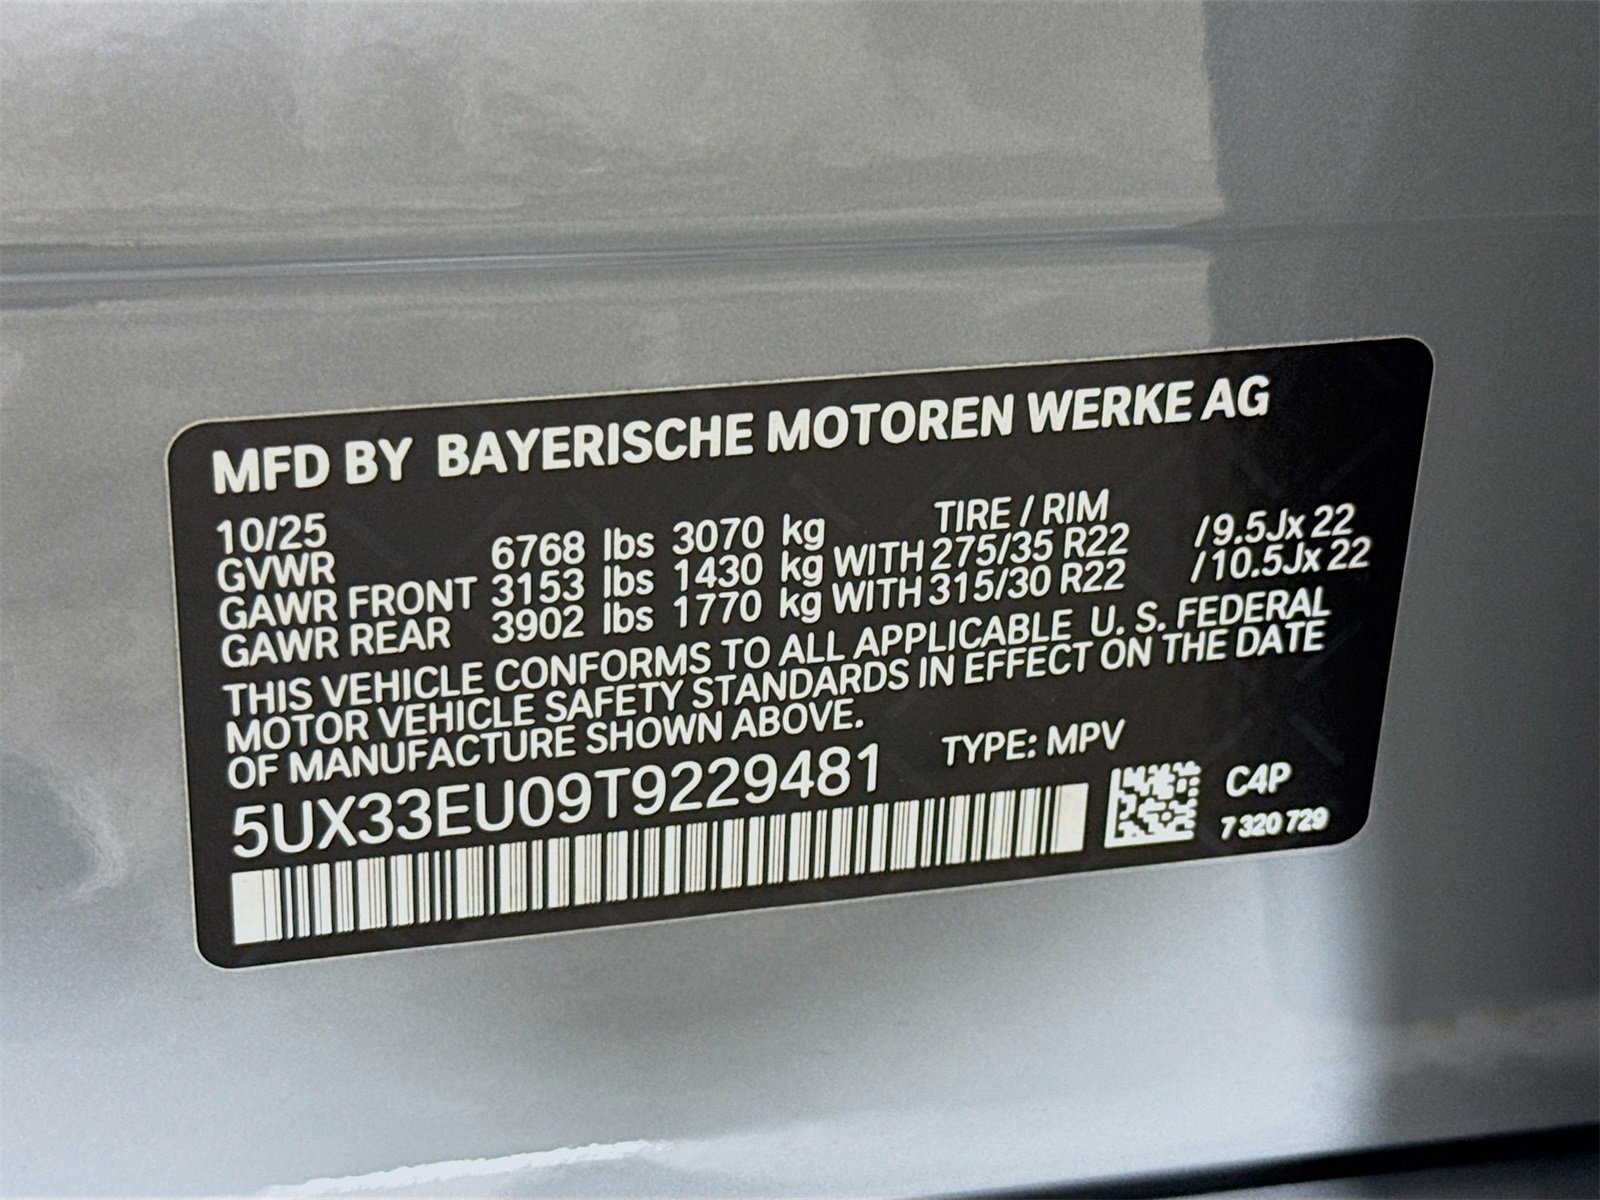 MFD BY BAYERISCHE MOTOREN WERKE AG
10/25 TIRE / RIM
GVWR 6768 lbs 3070 kg
GAWR FRONT 3153 lbs 1430 kg WITH 275/35 R22 /9.5Jx 22
GAWR REAR 3902 lbs 1770 kg WITH 315/30 R22 /10.5Jx 22
THIS VEHICLE CONFORMS TO ALL APPLICABLE U. S. FEDERAL
MOTOR VEHICLE SAFETY STANDARDS IN EFFECT ON THE DATE
OF MANUFACTURE SHOWN ABOVE.
5UX33EU09T9229481 TYPE: MPV
C4P
7 320 729